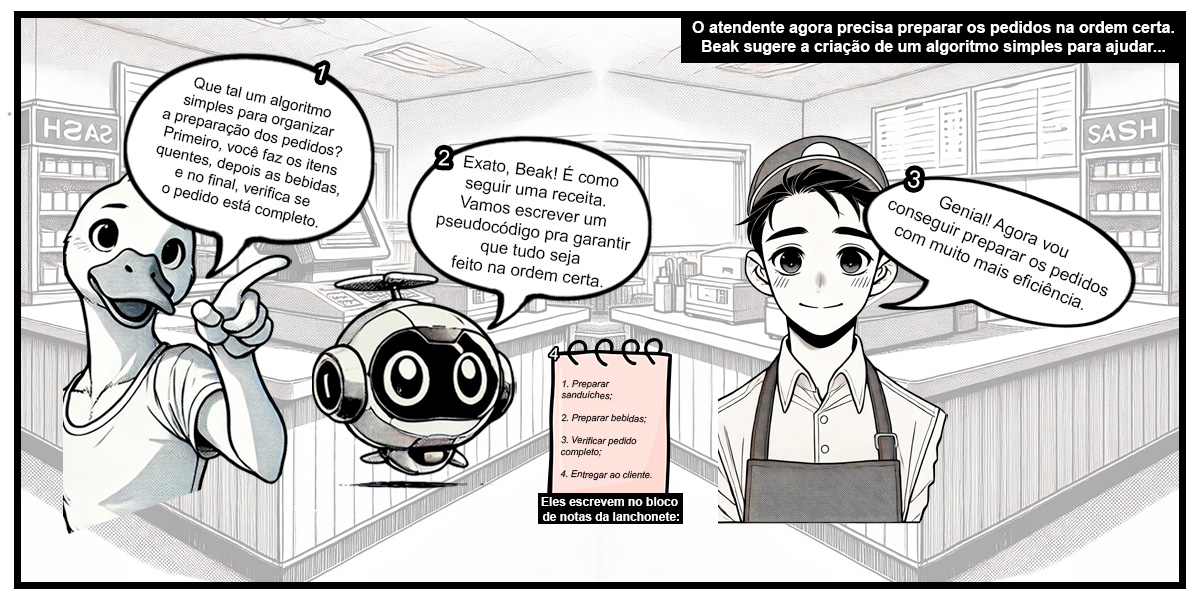 O atendente agora precisa preparar os pedidos na ordem certa.
Beak sugere a criação de um algoritmo simples para ajudar...
1
Que tal um algoritmo
simples para organizar
a preparação dos pedidos?
Primeiro, você faz os itens
quentes, depois as bebidas,
e no final, verifica se
o pedido está completo.
2
Exato, Beak! É como
seguir uma receita.
Vamos escrever um
pseudocódigo pra garantir
que tudo seja
feito na ordem certa.
3
Genial! Agora vou
conseguir preparar os pedidos
com muito mais eficiência.
SASH
SASH
4
1. Preparar
sanduíches;
2. Preparar bebidas;
3. Verificar pedido
completo;
4. Entregar ao cliente.
Eles escrevem no bloco
de notas da lanchonete: